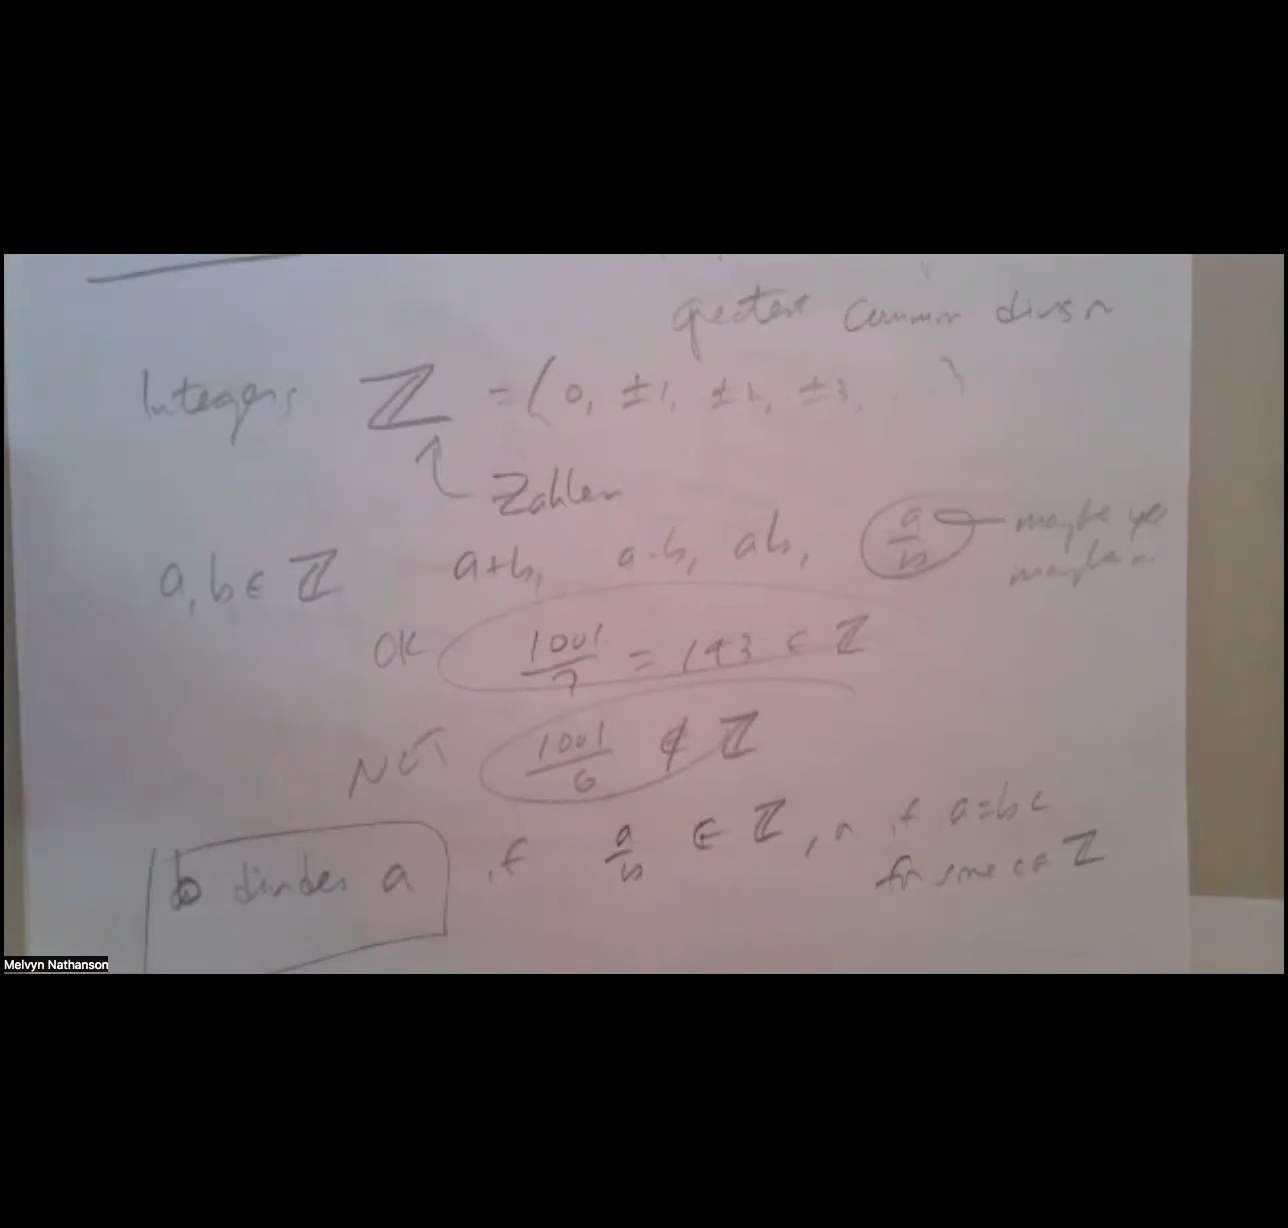 greatest common divisor
Integers ℤ = { 0, ±1, ±2, ±3, . . }
Zahlen
a, b ∈ ℤ a+b, a-b, ab, a/b maybe yes
maybe no
OK 1001/7 = 143 ∈ ℤ
NOT 1001/6 ∉ ℤ
b divides a if a/b ∈ ℤ, or if a=bc
for some c ∈ ℤ
Melvyn Nathanson